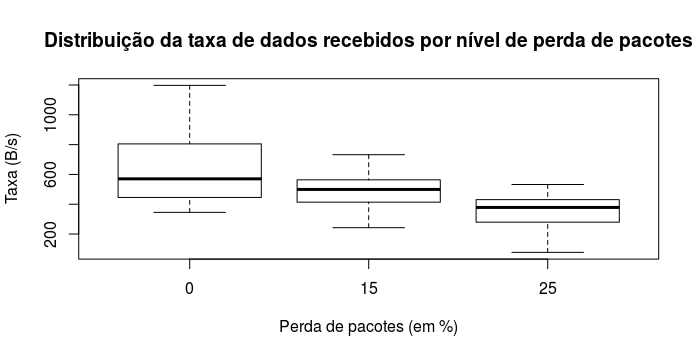 Distribuição da taxa de dados recebidos por nível de perda de pacotes
Taxa (B/s)
1000
600
200
0 15 25
Perda de pacotes (em %)